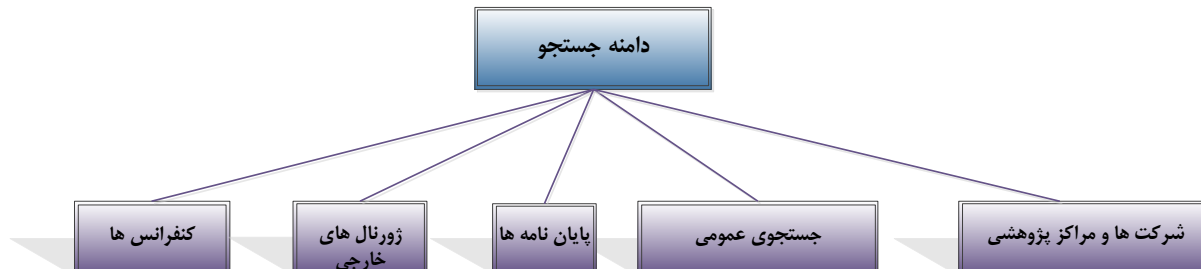 دامنه جستجو
شرکت ها و مراکز پژوهشی
جستجوی عمومی
پایان نامه ها
ژورنال های
خارجی
کنفرانس ها